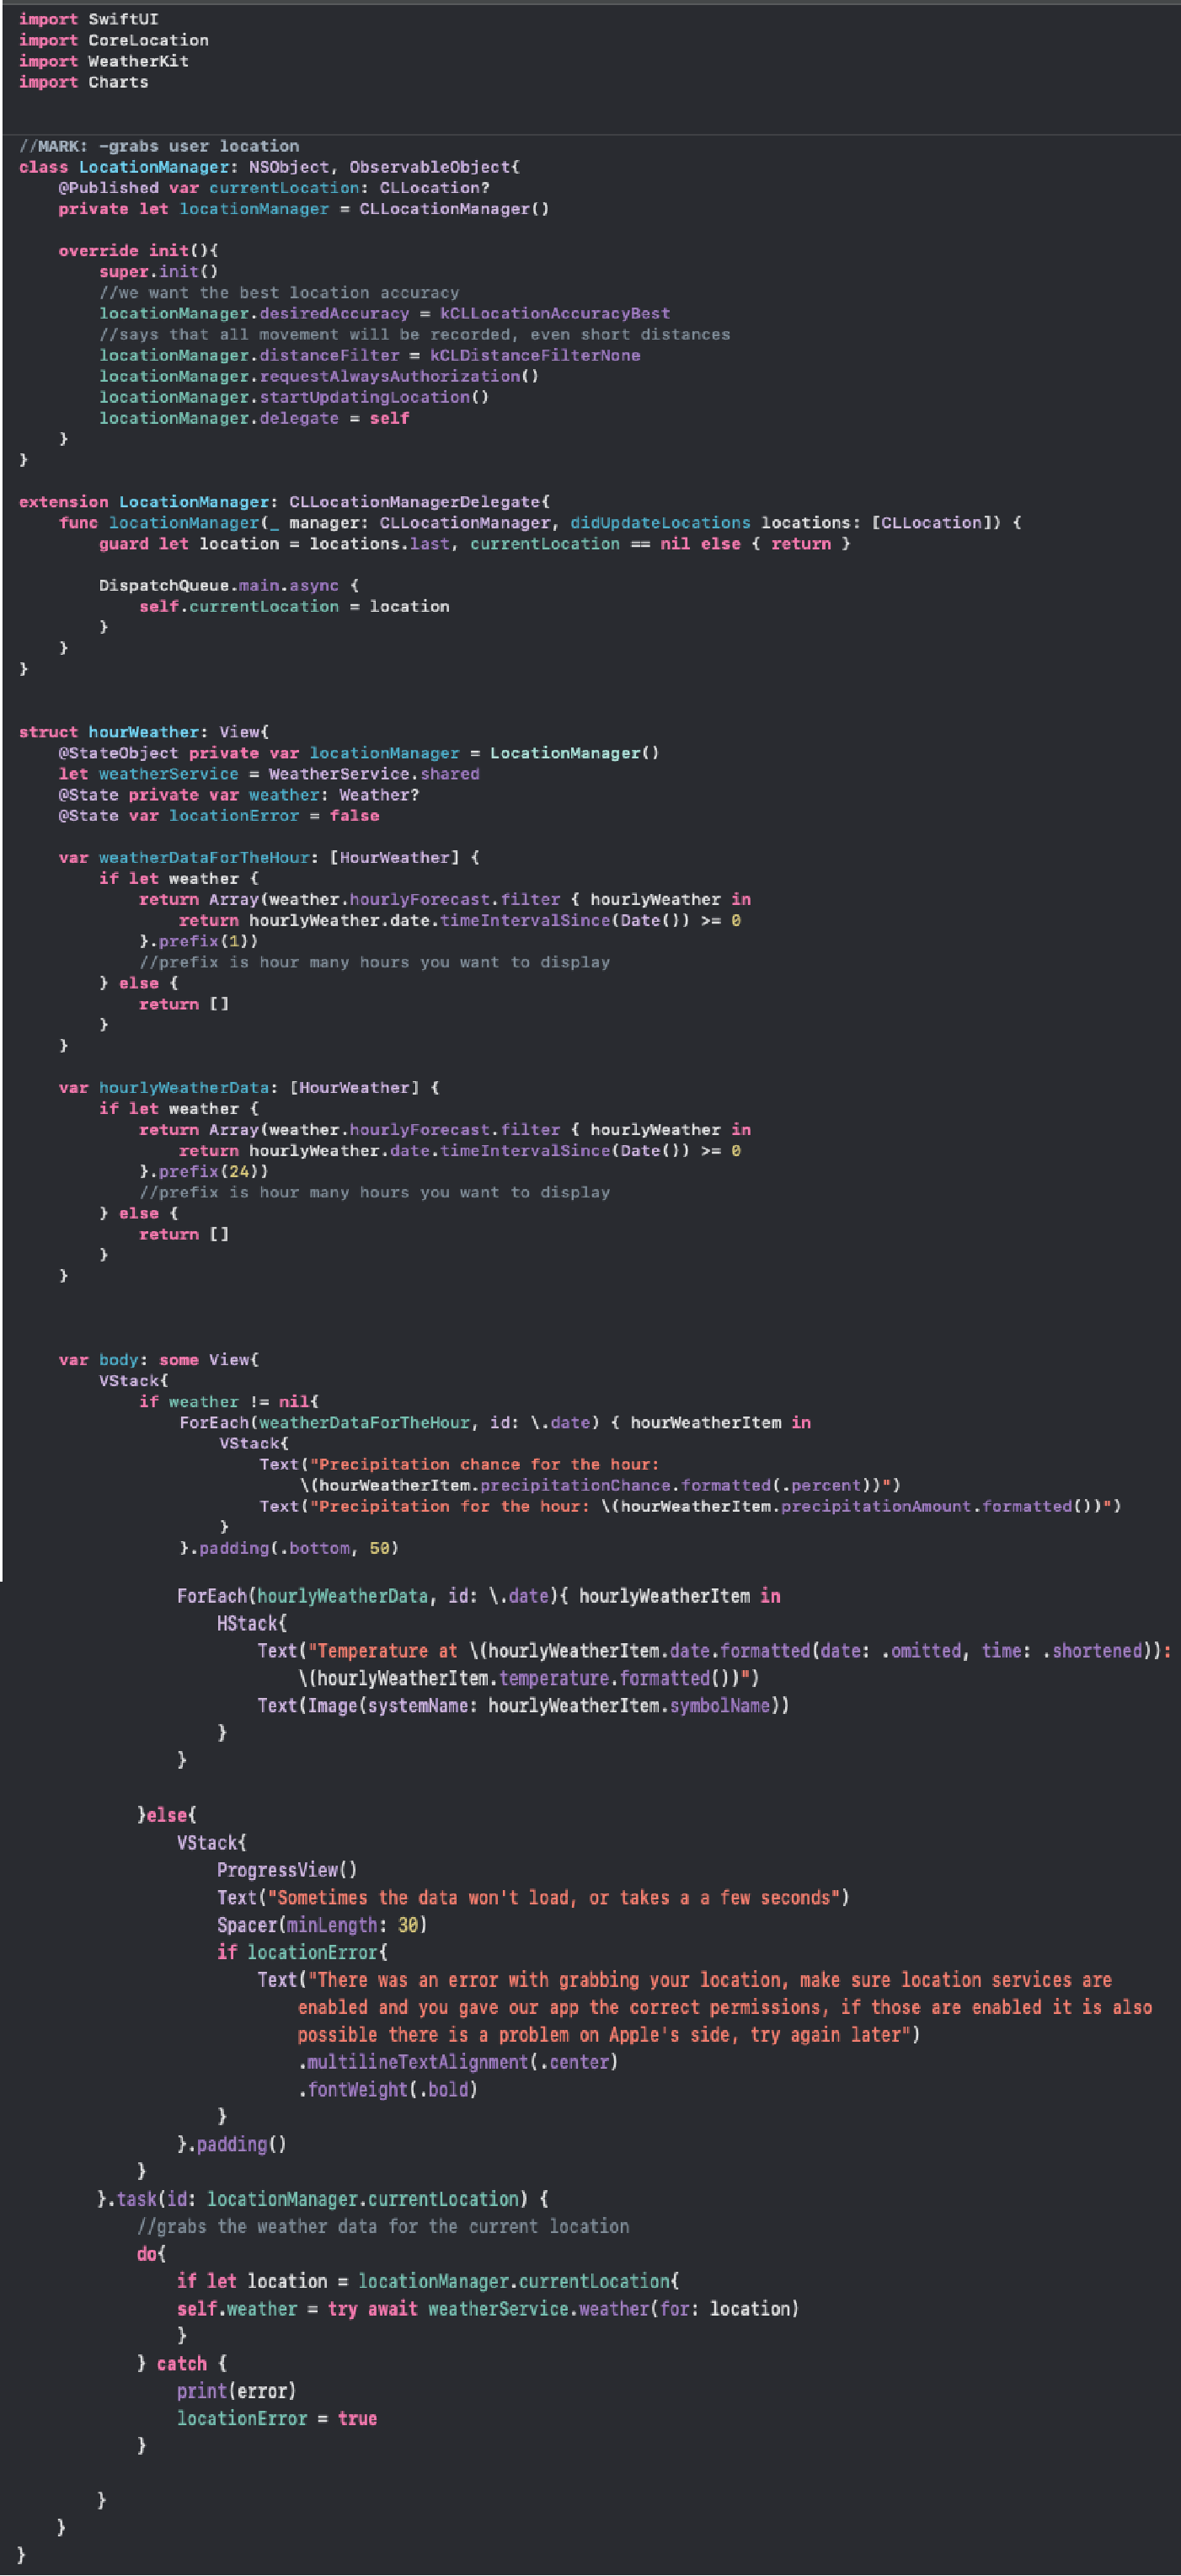 import SwiftUI
import CoreLocation
import WeatherKit
import Charts
//MARK: -grabs user location
class LocationManager: NSObject, ObservableObject{
    @Published var currentLocation: CLLocation?
    private let locationManager = CLLocationManager()
    override init(){
        super.init()
        //we want the best location accuracy
        locationManager.desiredAccuracy = kCLLocationAccuracyBest
        //says that all movement will be recorded, even short distances
        locationManager.distanceFilter = kCLDistanceFilterNone
        locationManager.requestAlwaysAuthorization()
        locationManager.startUpdatingLocation()
        locationManager.delegate = self
    }
}
extension LocationManager: CLLocationManagerDelegate{
    func locationManager(_ manager: CLLocationManager, didUpdateLocations locations: [CLLocation]) {
        guard let location = locations.last, currentLocation == nil else { return }
        DispatchQueue.main.async {
            self.currentLocation = location
        }
    }
}
struct hourWeather: View{
    @StateObject private var locationManager = LocationManager()
    let weatherService = WeatherService.shared
    @State private var weather: Weather?
    @State var locationError = false
    var weatherDataForTheHour: [HourWeather] {
        if let weather {
            return Array(weather.hourlyForecast.filter { hourlyWeather in
                return hourlyWeather.date.timeIntervalSince(Date()) >= 0
            }.prefix(1))
            //prefix is hour many hours you want to display
        } else {
            return []
        }
    }
    var hourlyWeatherData: [HourWeather] {
        if let weather {
            return Array(weather.hourlyForecast.filter { hourlyWeather in
                return hourlyWeather.date.timeIntervalSince(Date()) >= 0
            }.prefix(24))
            //prefix is hour many hours you want to display
        } else {
            return []
        }
    }
    var body: some View{
        VStack{
            if weather != nil{
                ForEach(weatherDataForTheHour, id: \.date) { hourWeatherItem in
                    VStack{
                        Text("Precipitation chance for the hour:
                            \(hourWeatherItem.precipitationChance.formatted(.percent))")
                        Text("Precipitation for the hour: \(hourWeatherItem.precipitationAmount.formatted())")
                    }
                }.padding(.bottom, 50)
                ForEach(hourlyWeatherData, id: \.date){ hourlyWeatherItem in
                    HStack{
                        Text("Temperature at \(hourlyWeatherItem.date.formatted(date: .omitted, time: .shortened)):
                            \(hourlyWeatherItem.temperature.formatted())")
                        Text(Image(systemName: hourlyWeatherItem.symbolName))
                    }
                }
            }else{
                VStack{
                    ProgressView()
                    Text("Sometimes the data won't load, or takes a a few seconds")
                    Spacer(minLength: 30)
                    if locationError{
                        Text("There was an error with grabbing your location, make sure location services are
                            enabled and you gave our app the correct permissions, if those are enabled it is also
                            possible there is a problem on Apple's side, try again later")
                            .multilineTextAlignment(.center)
                            .fontWeight(.bold)
                    }
                }.padding()
            }
        }.task(id: locationManager.currentLocation) {
            //grabs the weather data for the current location
            do{
                if let location = locationManager.currentLocation{
                self.weather = try await weatherService.weather(for: location)
                }
            } catch {
                print(error)
                locationError = true
            }
        }
    }
}